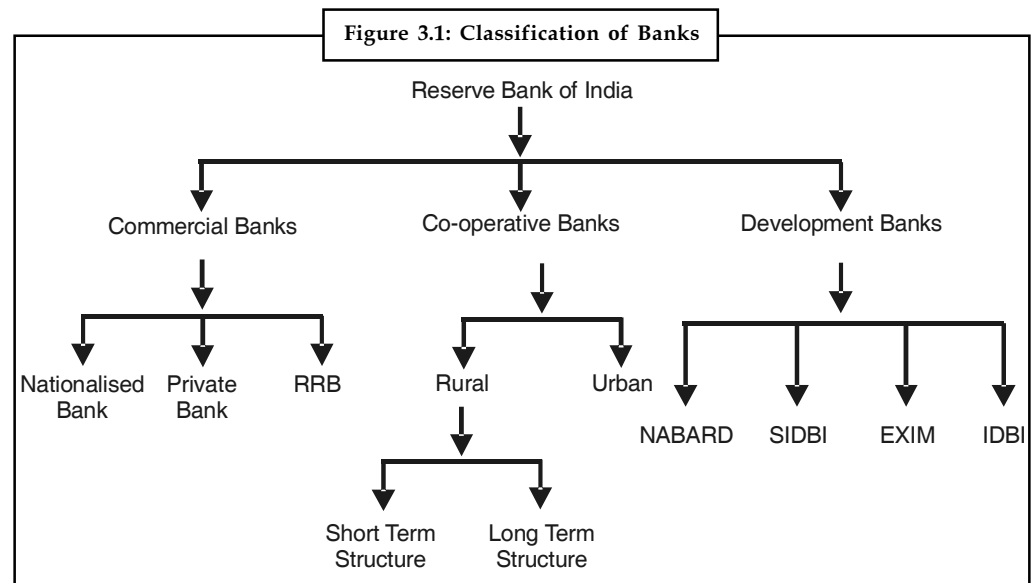 Figure 3.1: Classification of Banks
Reserve Bank of India
Commercial Banks
Co-operative Banks
Development Banks
Nationalised
Bank
Private
Bank
RRB
Rural
Urban
NABARD
SIDBI
EXIM
IDBI
Short Term
Structure
Long Term
Structure